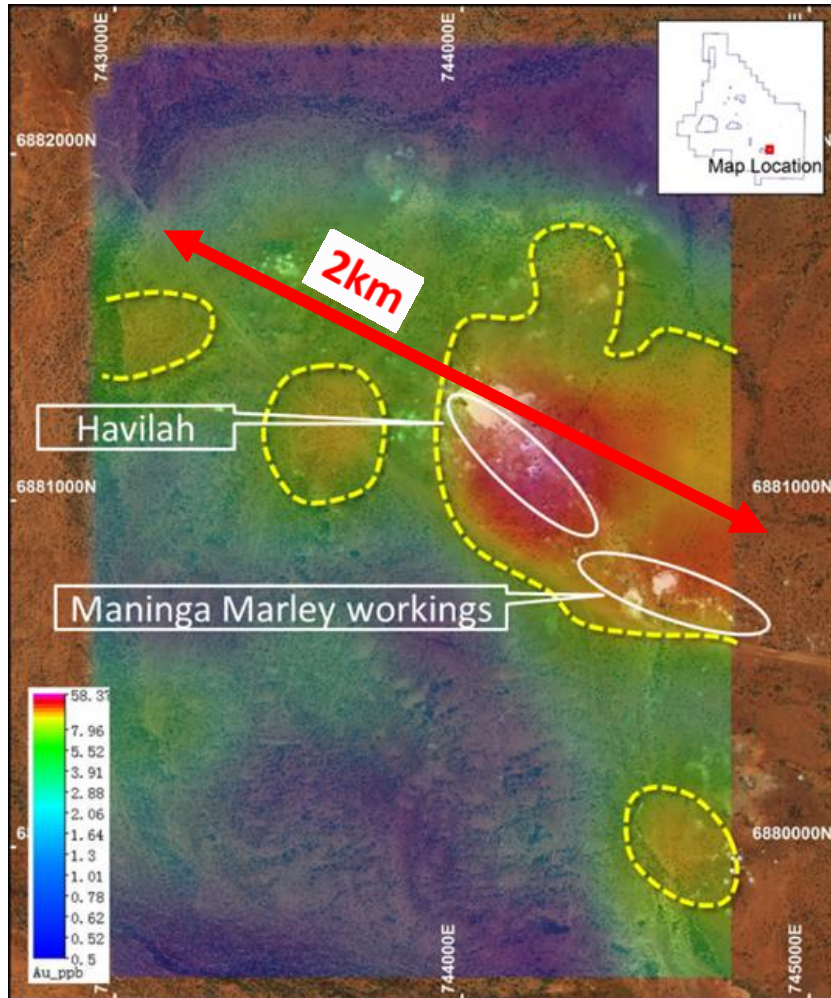 743000E
744000E
6882000N
Map Location
2km
Havilah
6881000N
6881000N
Maninga Marley workings
58.37
7.96
5.52
3.91
2.88
2.06
1.64
1.3
1.01
0.78
0.62
0.52
0.5
Au_ppb
6880000N
744000E
745000E